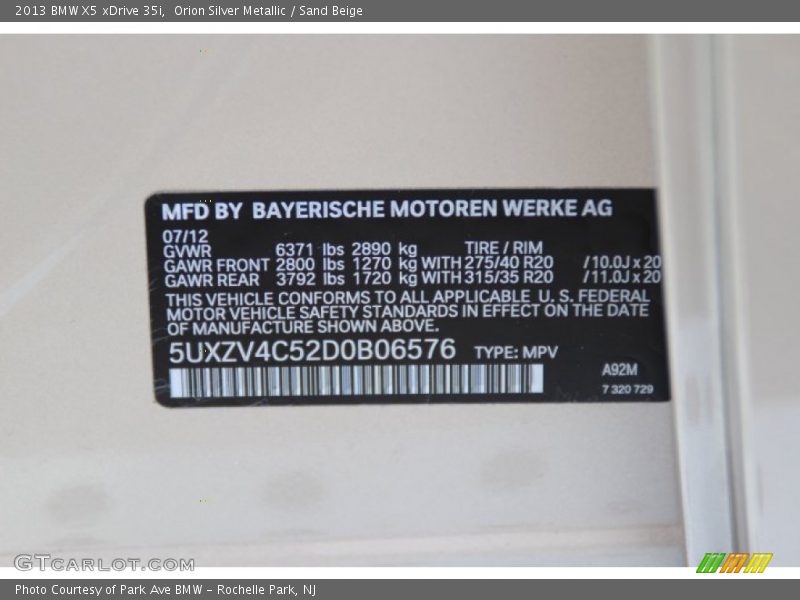 2013 BMW X5 xDrive 35i, Orion Silver Metallic / Sand Beige
MFD BY BAYERISCHE MOTOREN WERKE AG
07/12
GVWR 6371 lbs 2890 kg TIRE / RIM
GAWR FRONT 2800 lbs 1270 kg WITH 275/40 R20 /10.0J x 20
GAWR REAR 3792 lbs 1720 kg WITH 315/35 R20 /11.0J x 20
THIS VEHICLE CONFORMS TO ALL APPLICABLE U. S. FEDERAL
MOTOR VEHICLE SAFETY STANDARDS IN EFFECT ON THE DATE
OF MANUFACTURE SHOWN ABOVE.
5UXZV4C52D0B06576 TYPE: MPV
A92M
7 320 729
GTCARLOT.COM
Photo Courtesy of Park Ave BMW - Rochelle Park, NJ